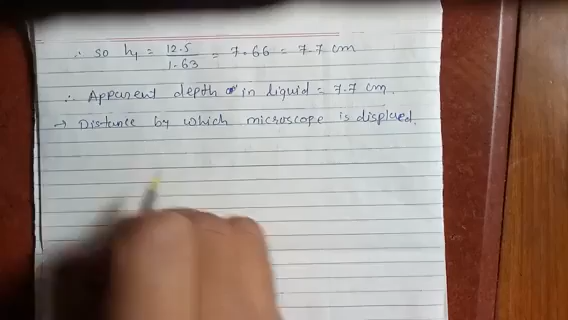 ∴ so h₁ = 12.5/1.63 = 7.66 = 7.7 cm
∴ Apparent depth in liquid = 7.7 cm.
→ Distance by which microscope is displaced.